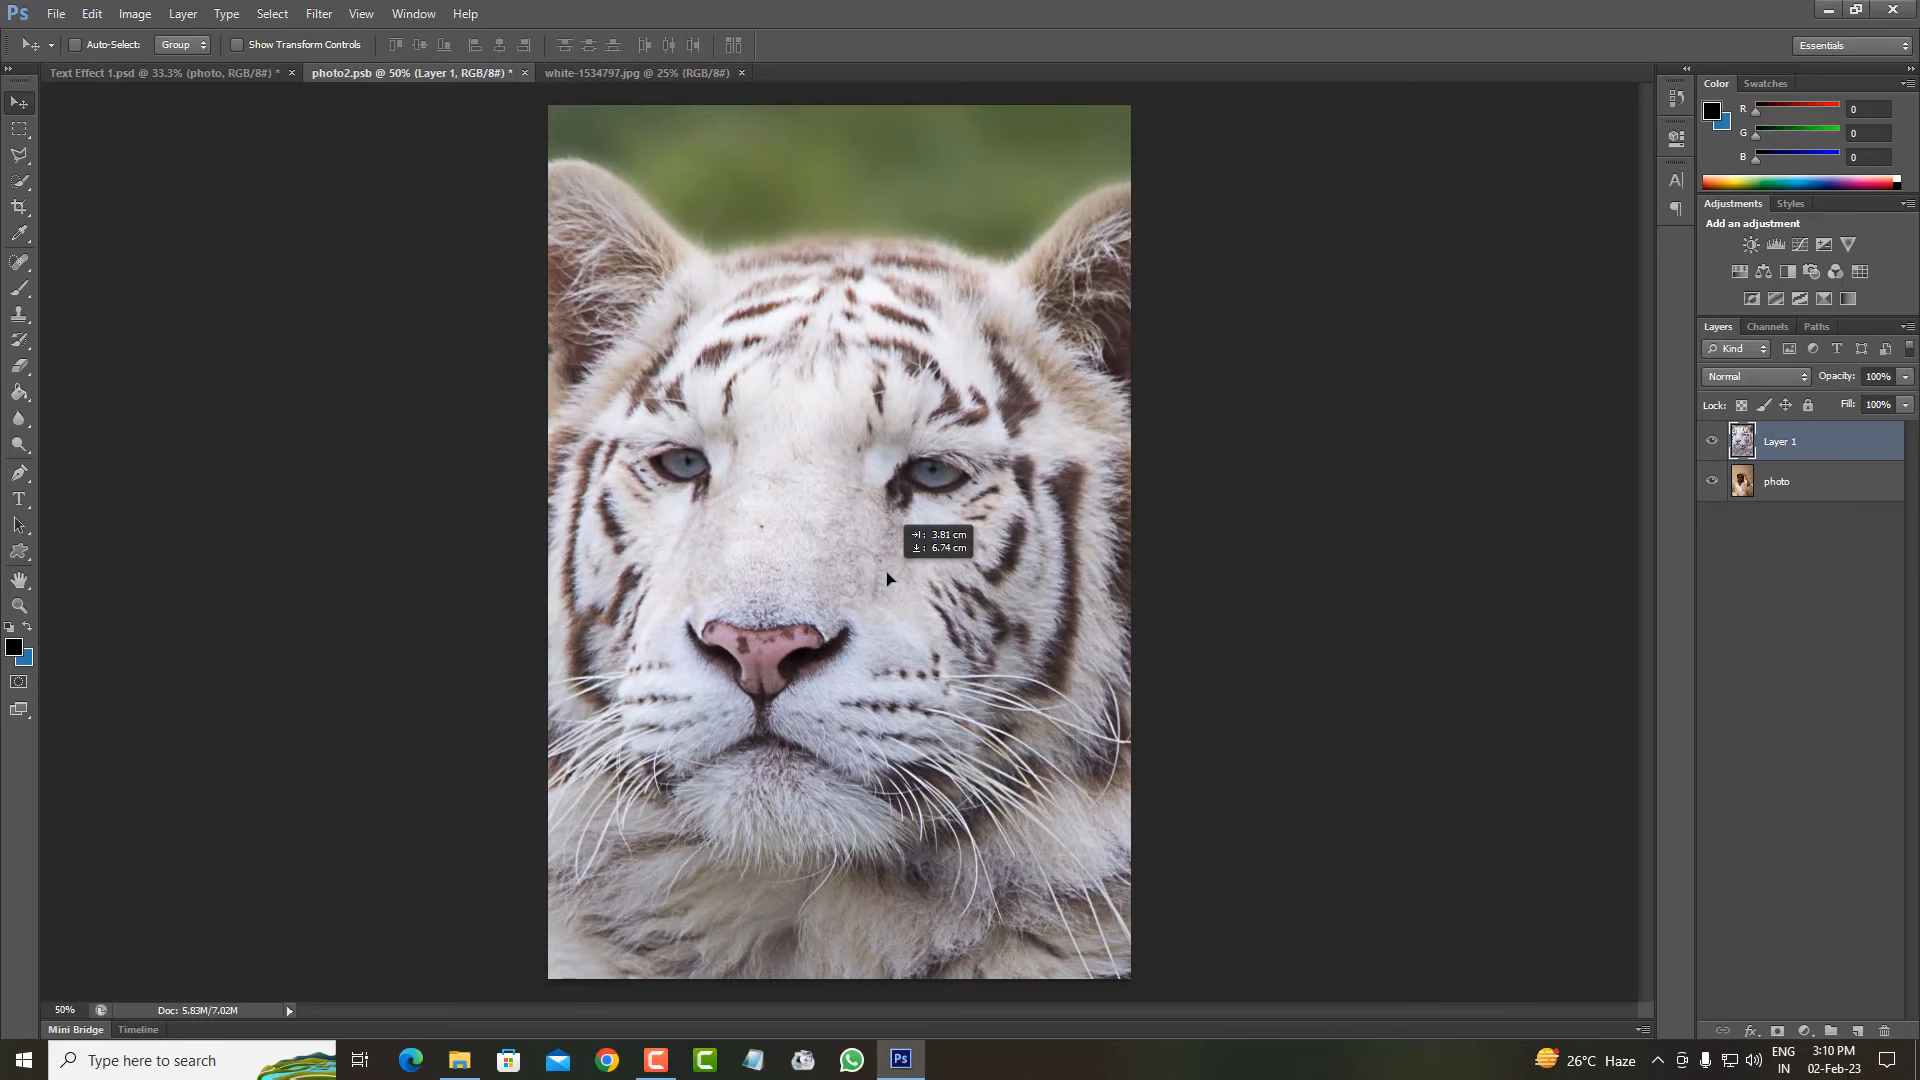 Ps File Edit Image Layer Type Select Filter View Window Help
Auto-Select: Group Show Transform Controls Essentials
Text Effect 1.psd @ 33.3% (photo, RGB/8#) * × photo2.psb @ 50% (Layer 1, RGB/8#) * × white-1534797.jpg @ 25% (RGB/8#) ×
Color Swatches
R 0
G 0
B 0
Adjustments Styles
Add an adjustment
Layers Channels Paths
Kind
Normal Opacity: 100%
Lock: Fill: 100%
Layer 1
photo
3.81 cm
6.74 cm
50% Doc: 5.83M/7.02M
Mini Bridge Timeline
Type here to search
Ps
26°C Haze
ENG
IN
3:10 PM
02-Feb-23